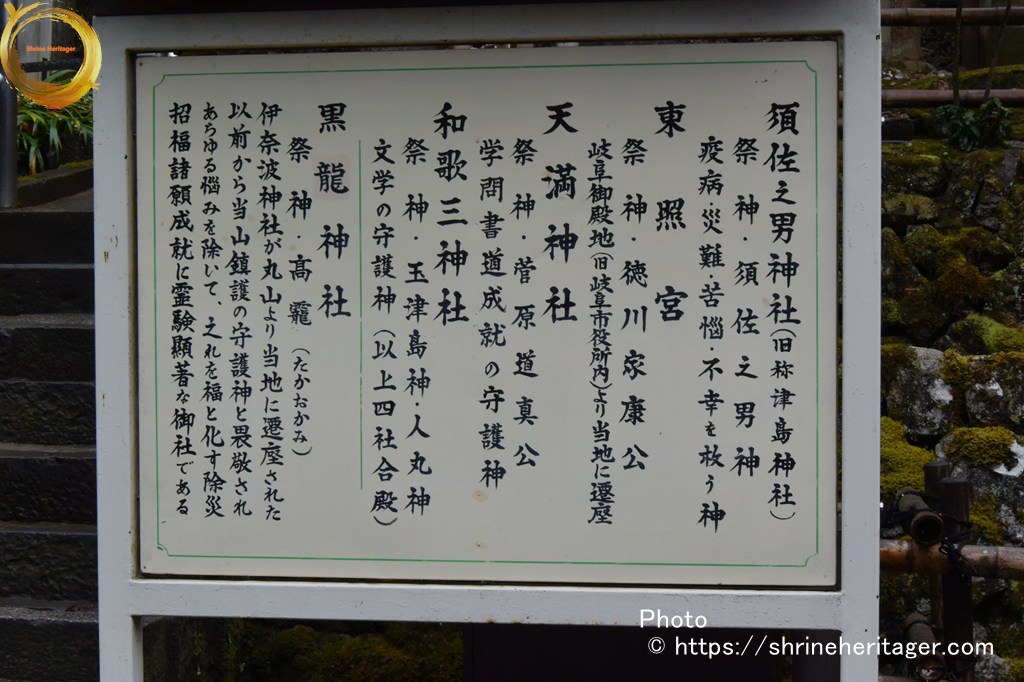 須佐之男神社(旧称津島神社)
祭神・須佐之男神
疫病・災難・苦悩・不幸を救う神
東照宮
祭神・徳川家康公
岐阜御殿地(旧岐阜市役所内)より当地に遷座
天満神社
祭神・菅原道真公
学問書道成就の守護神
和歌三神社
祭神・玉津島神・人丸神
文学の守護神(以上四社合殿)
黒龍神社
祭神・高龗(たかおかみ)
伊奈波神社が丸山より当地に遷座された
以前から当山鎮護の守護神と畏敬され
あらゆる悩みを除いて、之れを福と化す除災
招福諸願成就に霊験顕著な御社である
Shrine Heritager
Photo
© https://shrineheritager.com